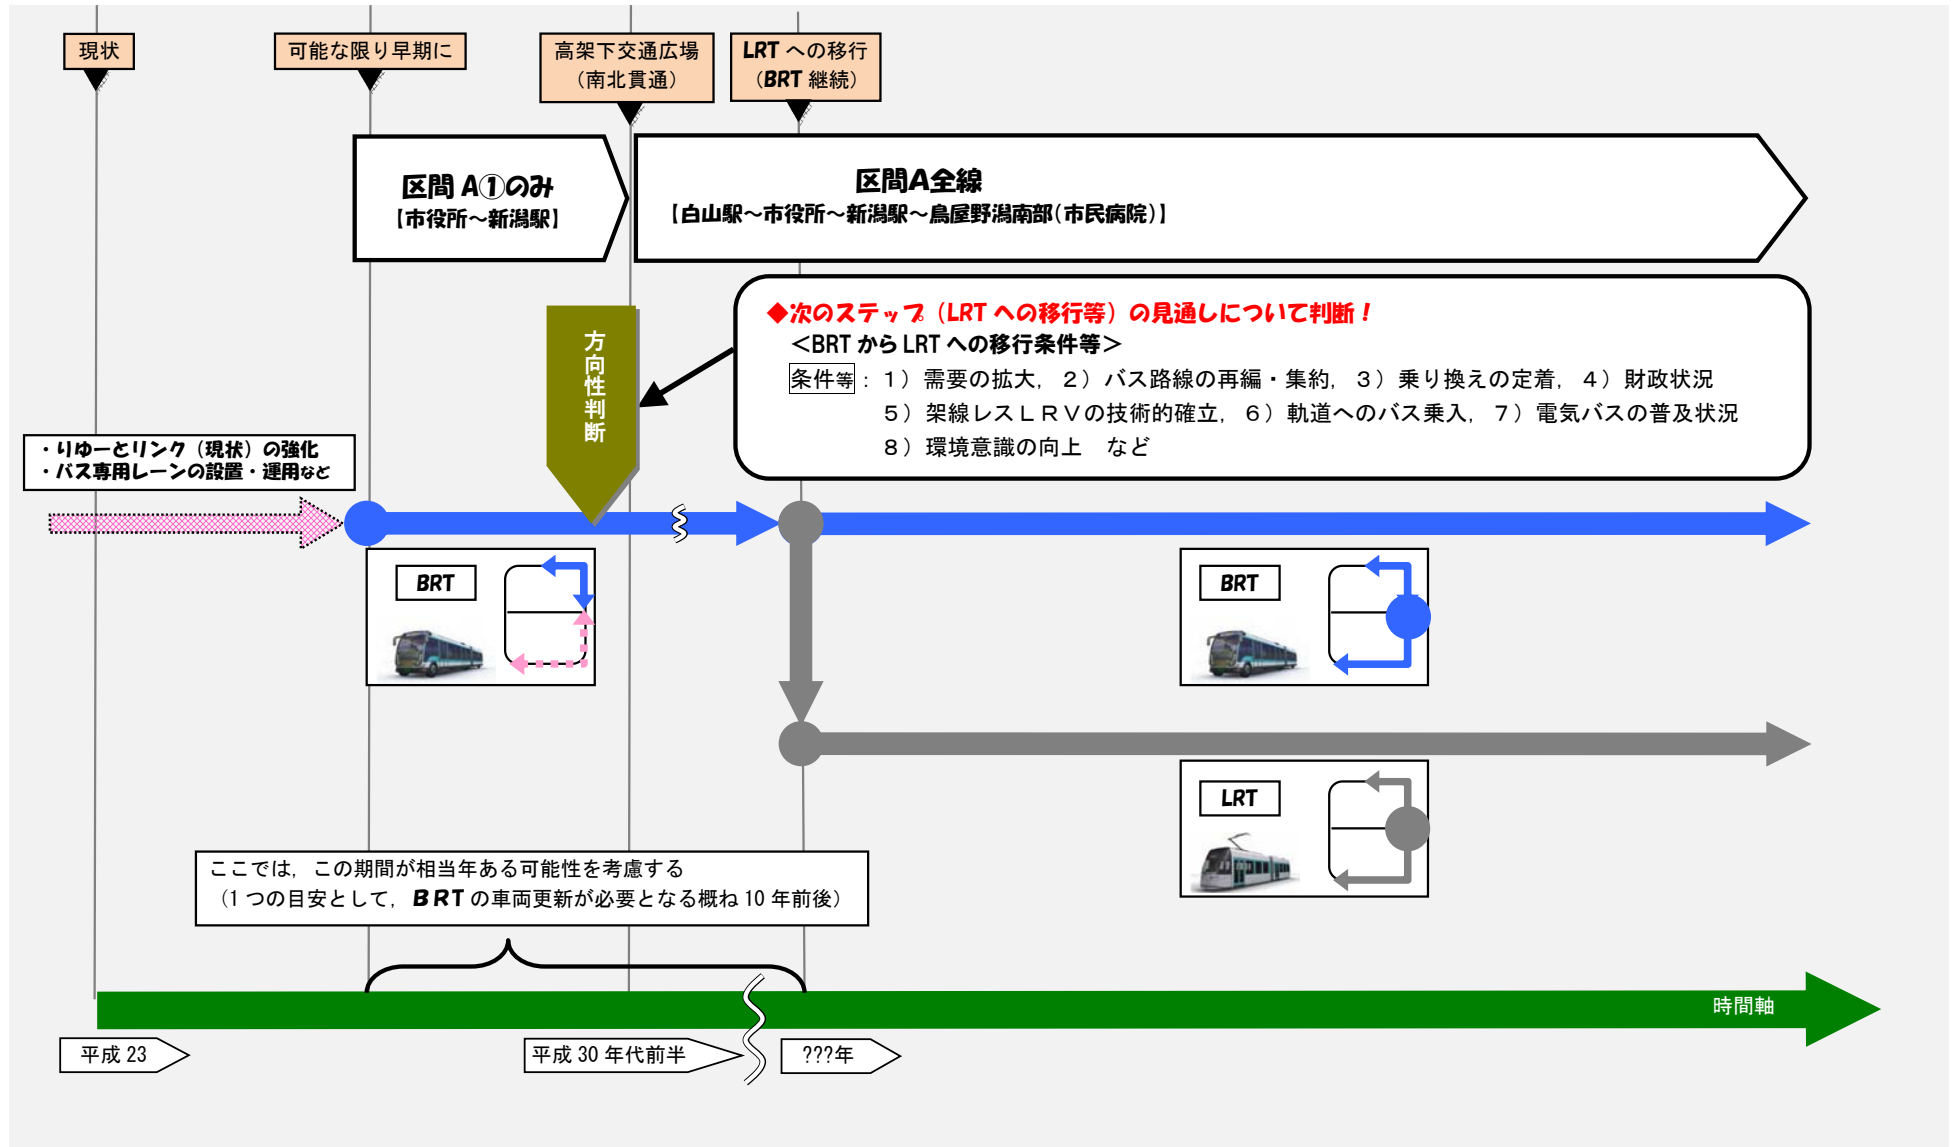 現状
可能な限り早期に
高架下交通広場
（南北貫通）
LRT への移行
（BRT 継続）
区間 A①のみ
【市役所～新潟駅】
区間A全線
【白山駅～市役所～新潟駅～鳥屋野潟南部（市民病院）】
方向性判断
◆次のステップ（LRT への移行等）の見通しについて判断！
＜BRT から LRT への移行条件等＞
条件等：１）需要の拡大，２）バス路線の再編・集約，３）乗り換えの定着，４）財政状況
５）架線レスＬＲＶの技術的確立，６）軌道へのバス乗入，７）電気バスの普及状況
８）環境意識の向上　など
・りゅーとリンク（現状）の強化
・バス専用レーンの設置・運用など
BRT
BRT
LRT
ここでは，この期間が相当年ある可能性を考慮する
（1 つの目安として，BRT の車両更新が必要となる概ね 10 年前後）
時間軸
平成 23
平成 30 年代前半
???年